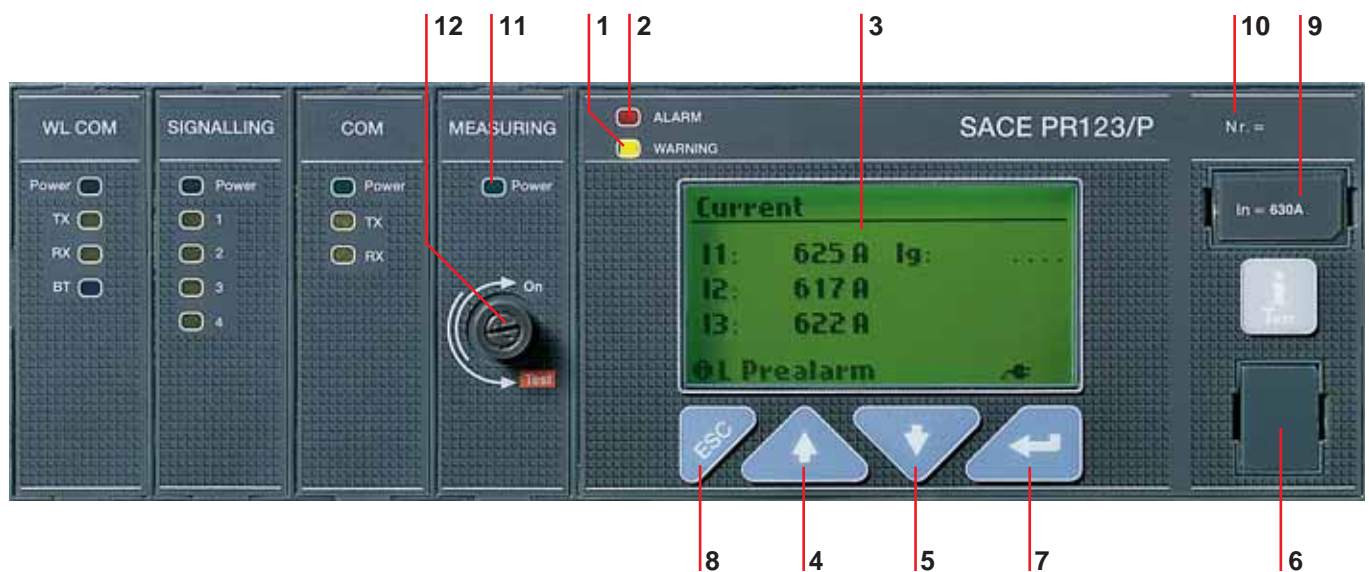 12 11 1 2 3 10 9
WL COM
Power
TX
RX
BT
SIGNALLING
Power
1
2
3
4
COM
Power
TX
RX
MEASURING
Power
On
Test
ALARM
WARNING
SACE PR123/P
Current
I1: 625 A Ig: ....
I2: 617 A
I3: 622 A
L Prealarm
ESC
Nr. =
In = 630A
Test
8 4 5 7 6